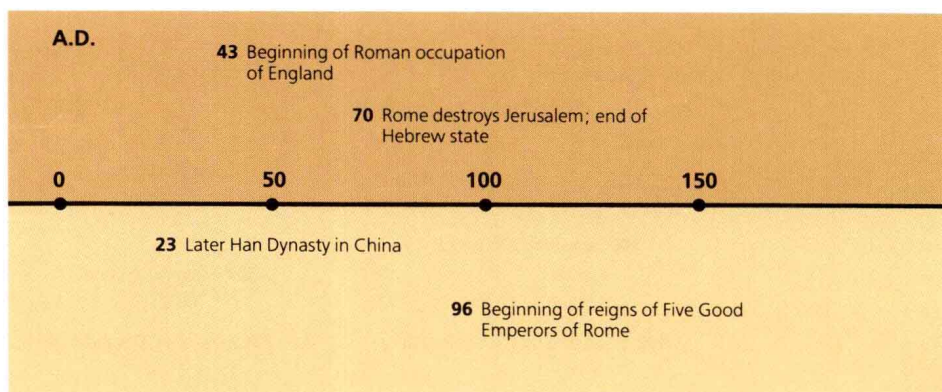 A.D.
43 Beginning of Roman occupation
of England
70 Rome destroys Jerusalem; end of
Hebrew state
0 50 100 150
23 Later Han Dynasty in China
96 Beginning of reigns of Five Good
Emperors of Rome